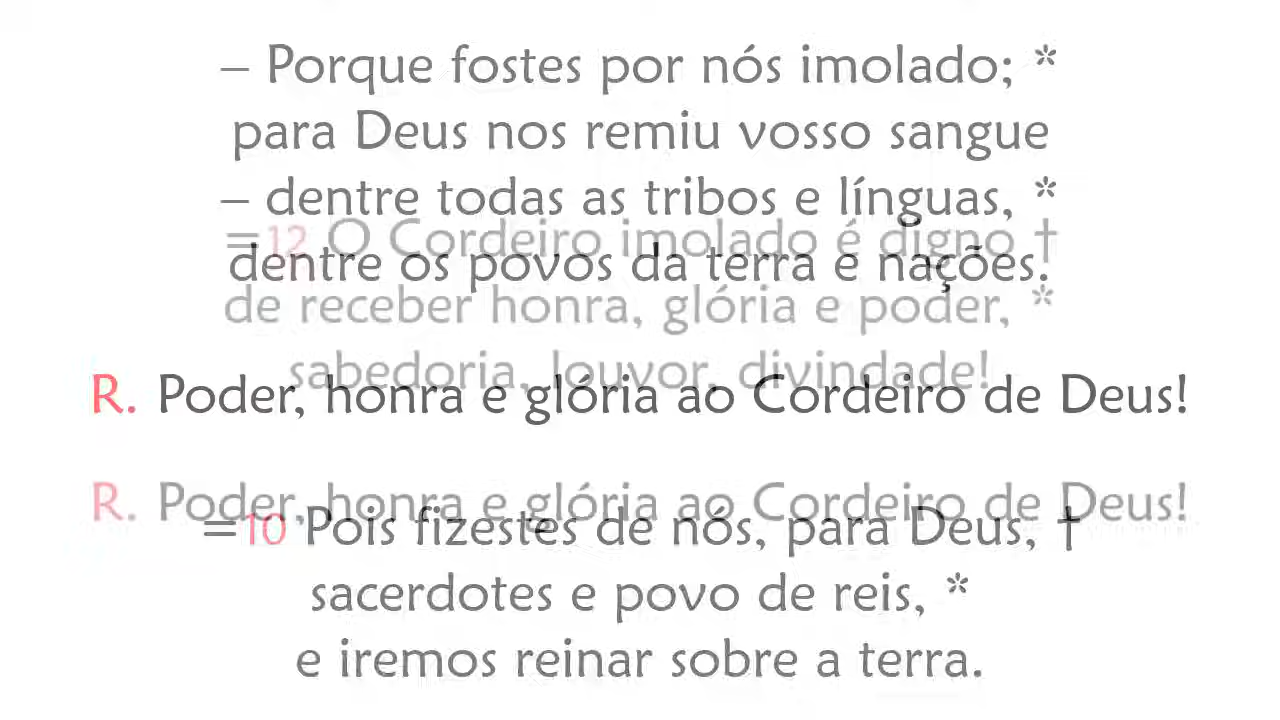 – Porque fostes por nós imolado; *
para Deus nos remiu vosso sangue
– dentre todas as tribos e línguas, *
dentre os povos da terra e nações.
R. Poder, honra e glória ao Cordeiro de Deus!
=10 Pois fizestes de nós, para Deus, †
sacerdotes e povo de reis, *
e iremos reinar sobre a terra.
=12 O Cordeiro imolado é digno †
de receber honra, glória e poder, *
sabedoria, louvor, divindade!
R. Poder, honra e glória ao Cordeiro de Deus!